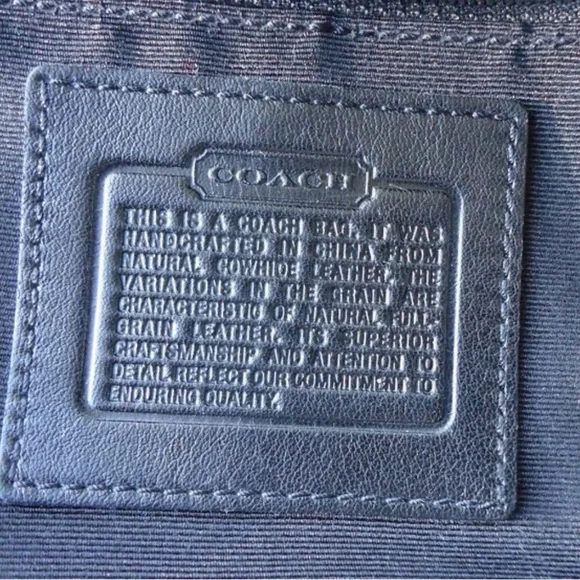 COACH
THIS IS A COACH BAG. IT WAS
HANDCRAFTED IN CHINA FROM
NATURAL COWHIDE LEATHER. THE
VARIATIONS IN THE GRAIN ARE
CHARACTERISTIC OF NATURAL, FULL-
GRAIN LEATHER. ITS SUPERIOR
CRAFTSMANSHIP AND ATTENTION TO
DETAIL REFLECT OUR COMMITMENT TO
ENDURING QUALITY.